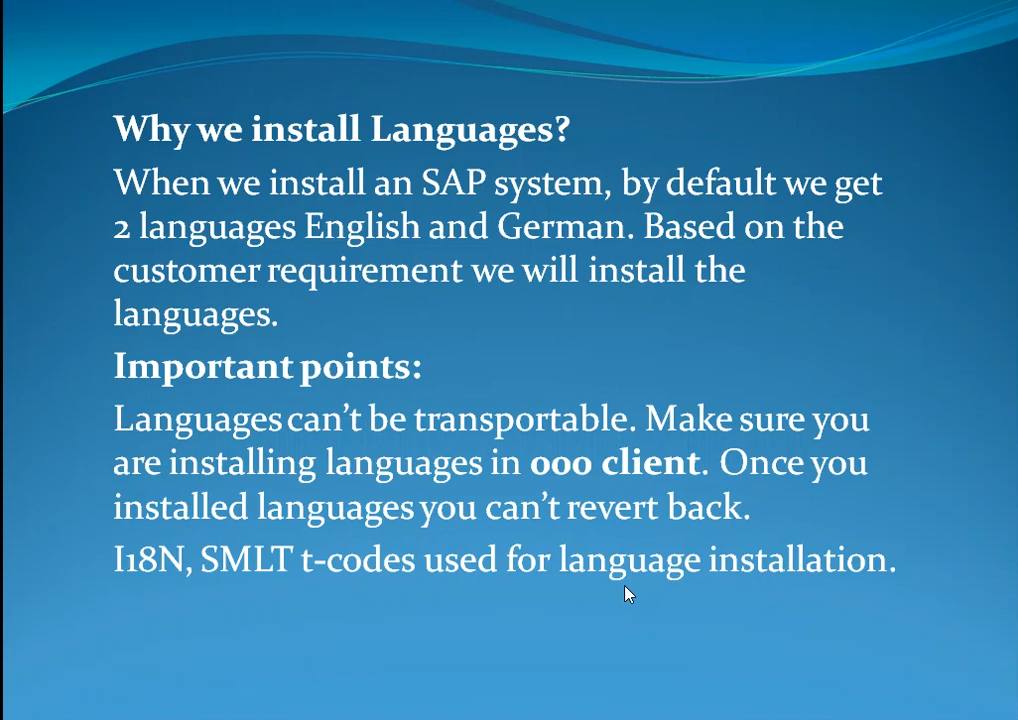 Why we install Languages?
When we install an SAP system, by default we get
2 languages English and German. Based on the
customer requirement we will install the
languages.
Important points:
Languages can’t be transportable. Make sure you
are installing languages in 000 client. Once you
installed languages you can’t revert back.
I18N, SMLT t-codes used for language installation.